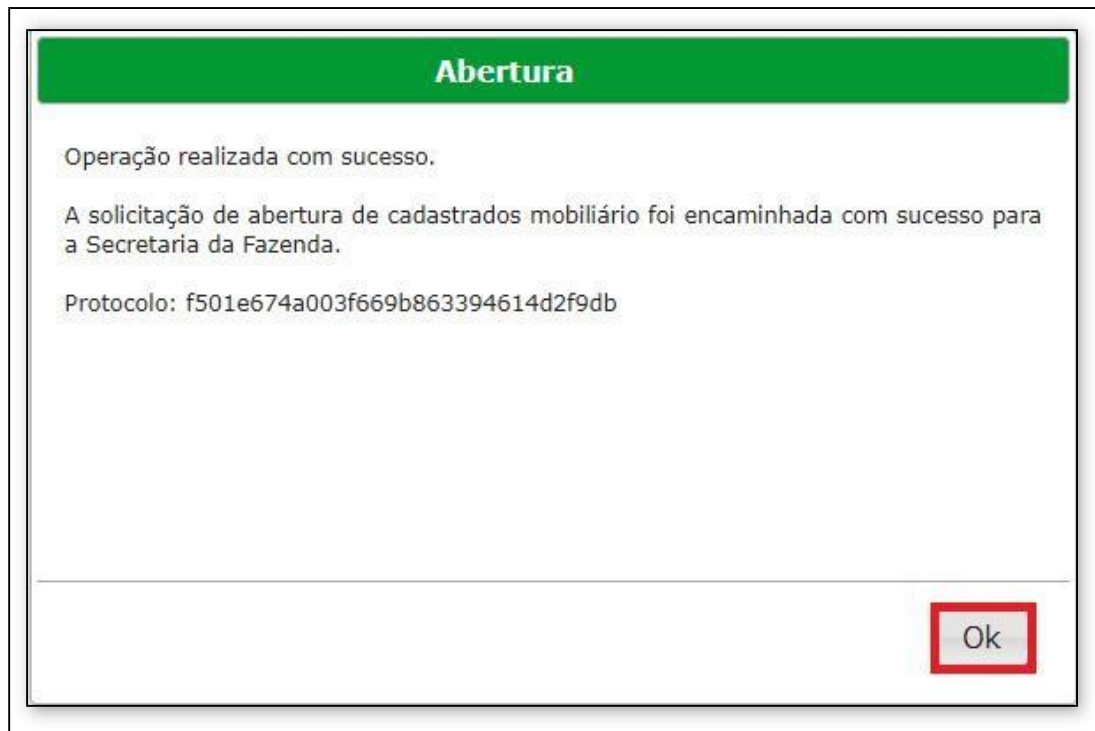 Abertura
Operação realizada com sucesso.
A solicitação de abertura de cadastrados mobiliário foi encaminhada com sucesso para
a Secretaria da Fazenda.
Protocolo: f501e674a003f669b863394614d2f9db
Ok